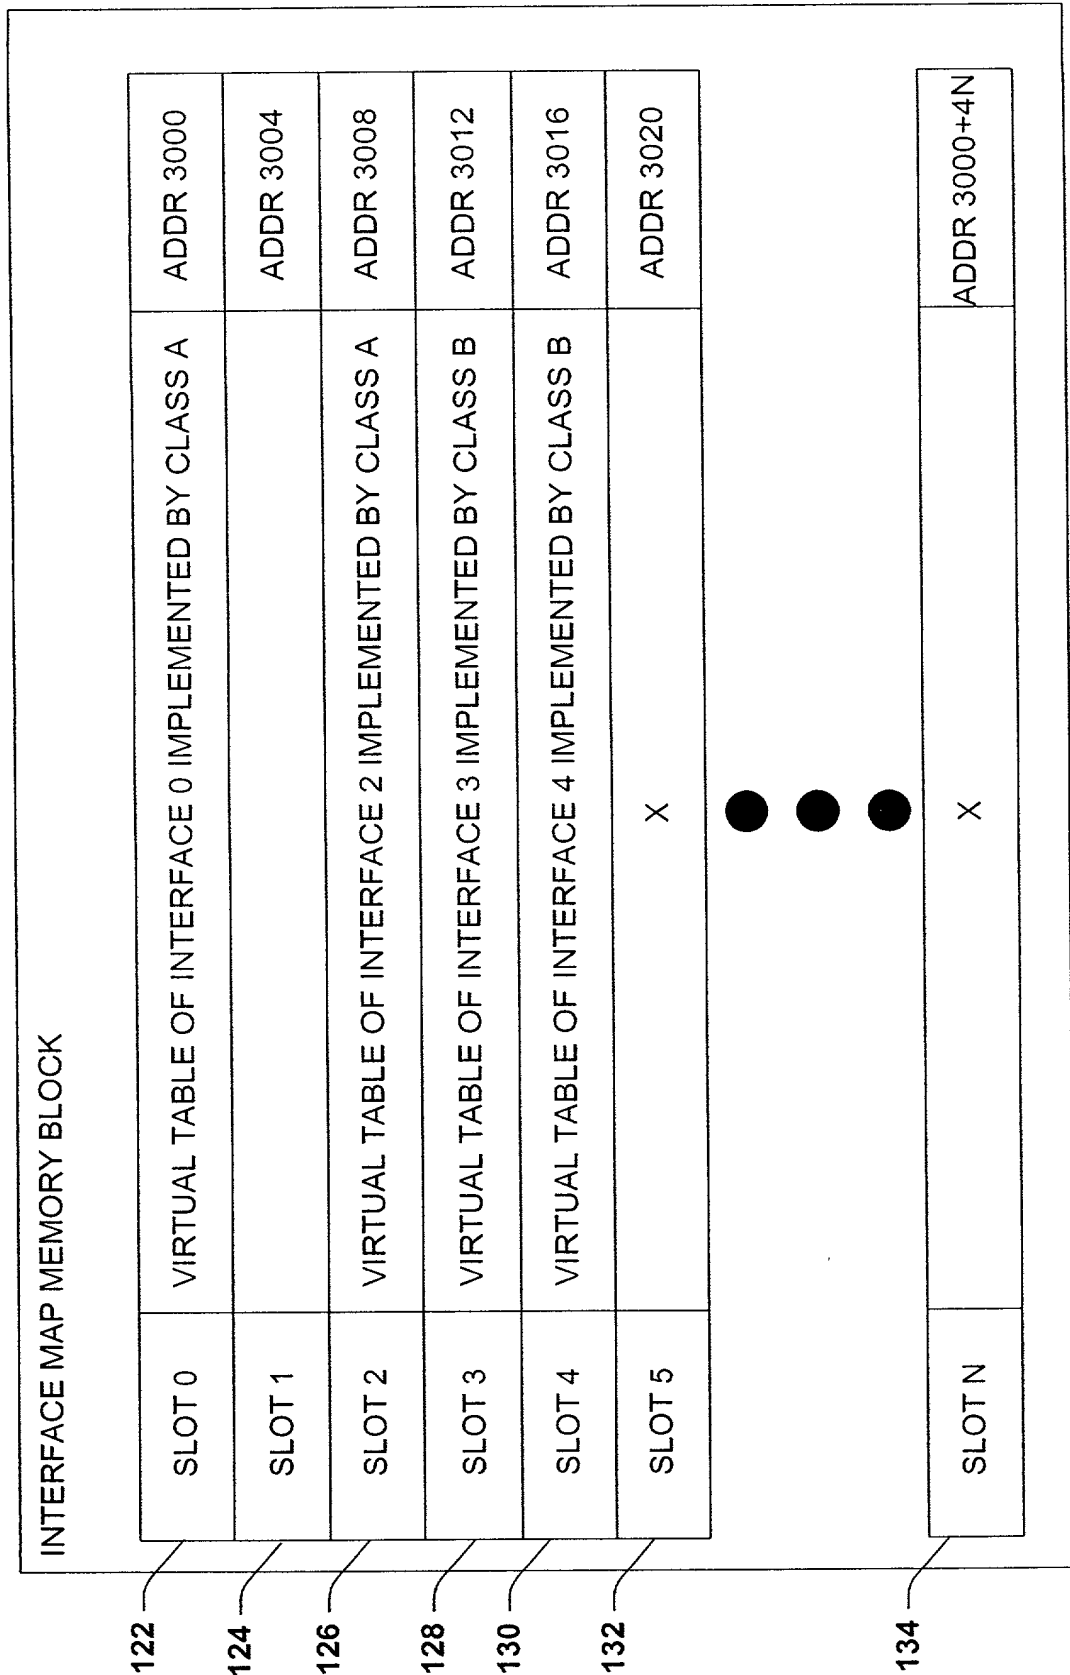 INTERFACE MAP MEMORY BLOCK
122 SLOT 0 VIRTUAL TABLE OF INTERFACE 0 IMPLEMENTED BY CLASS A ADDR 3000
124 SLOT 1 ADDR 3004
126 SLOT 2 VIRTUAL TABLE OF INTERFACE 2 IMPLEMENTED BY CLASS A ADDR 3008
128 SLOT 3 VIRTUAL TABLE OF INTERFACE 3 IMPLEMENTED BY CLASS B ADDR 3012
130 SLOT 4 VIRTUAL TABLE OF INTERFACE 4 IMPLEMENTED BY CLASS B ADDR 3016
132 SLOT 5 X ADDR 3020
134 SLOT N X ADDR 3000+4N